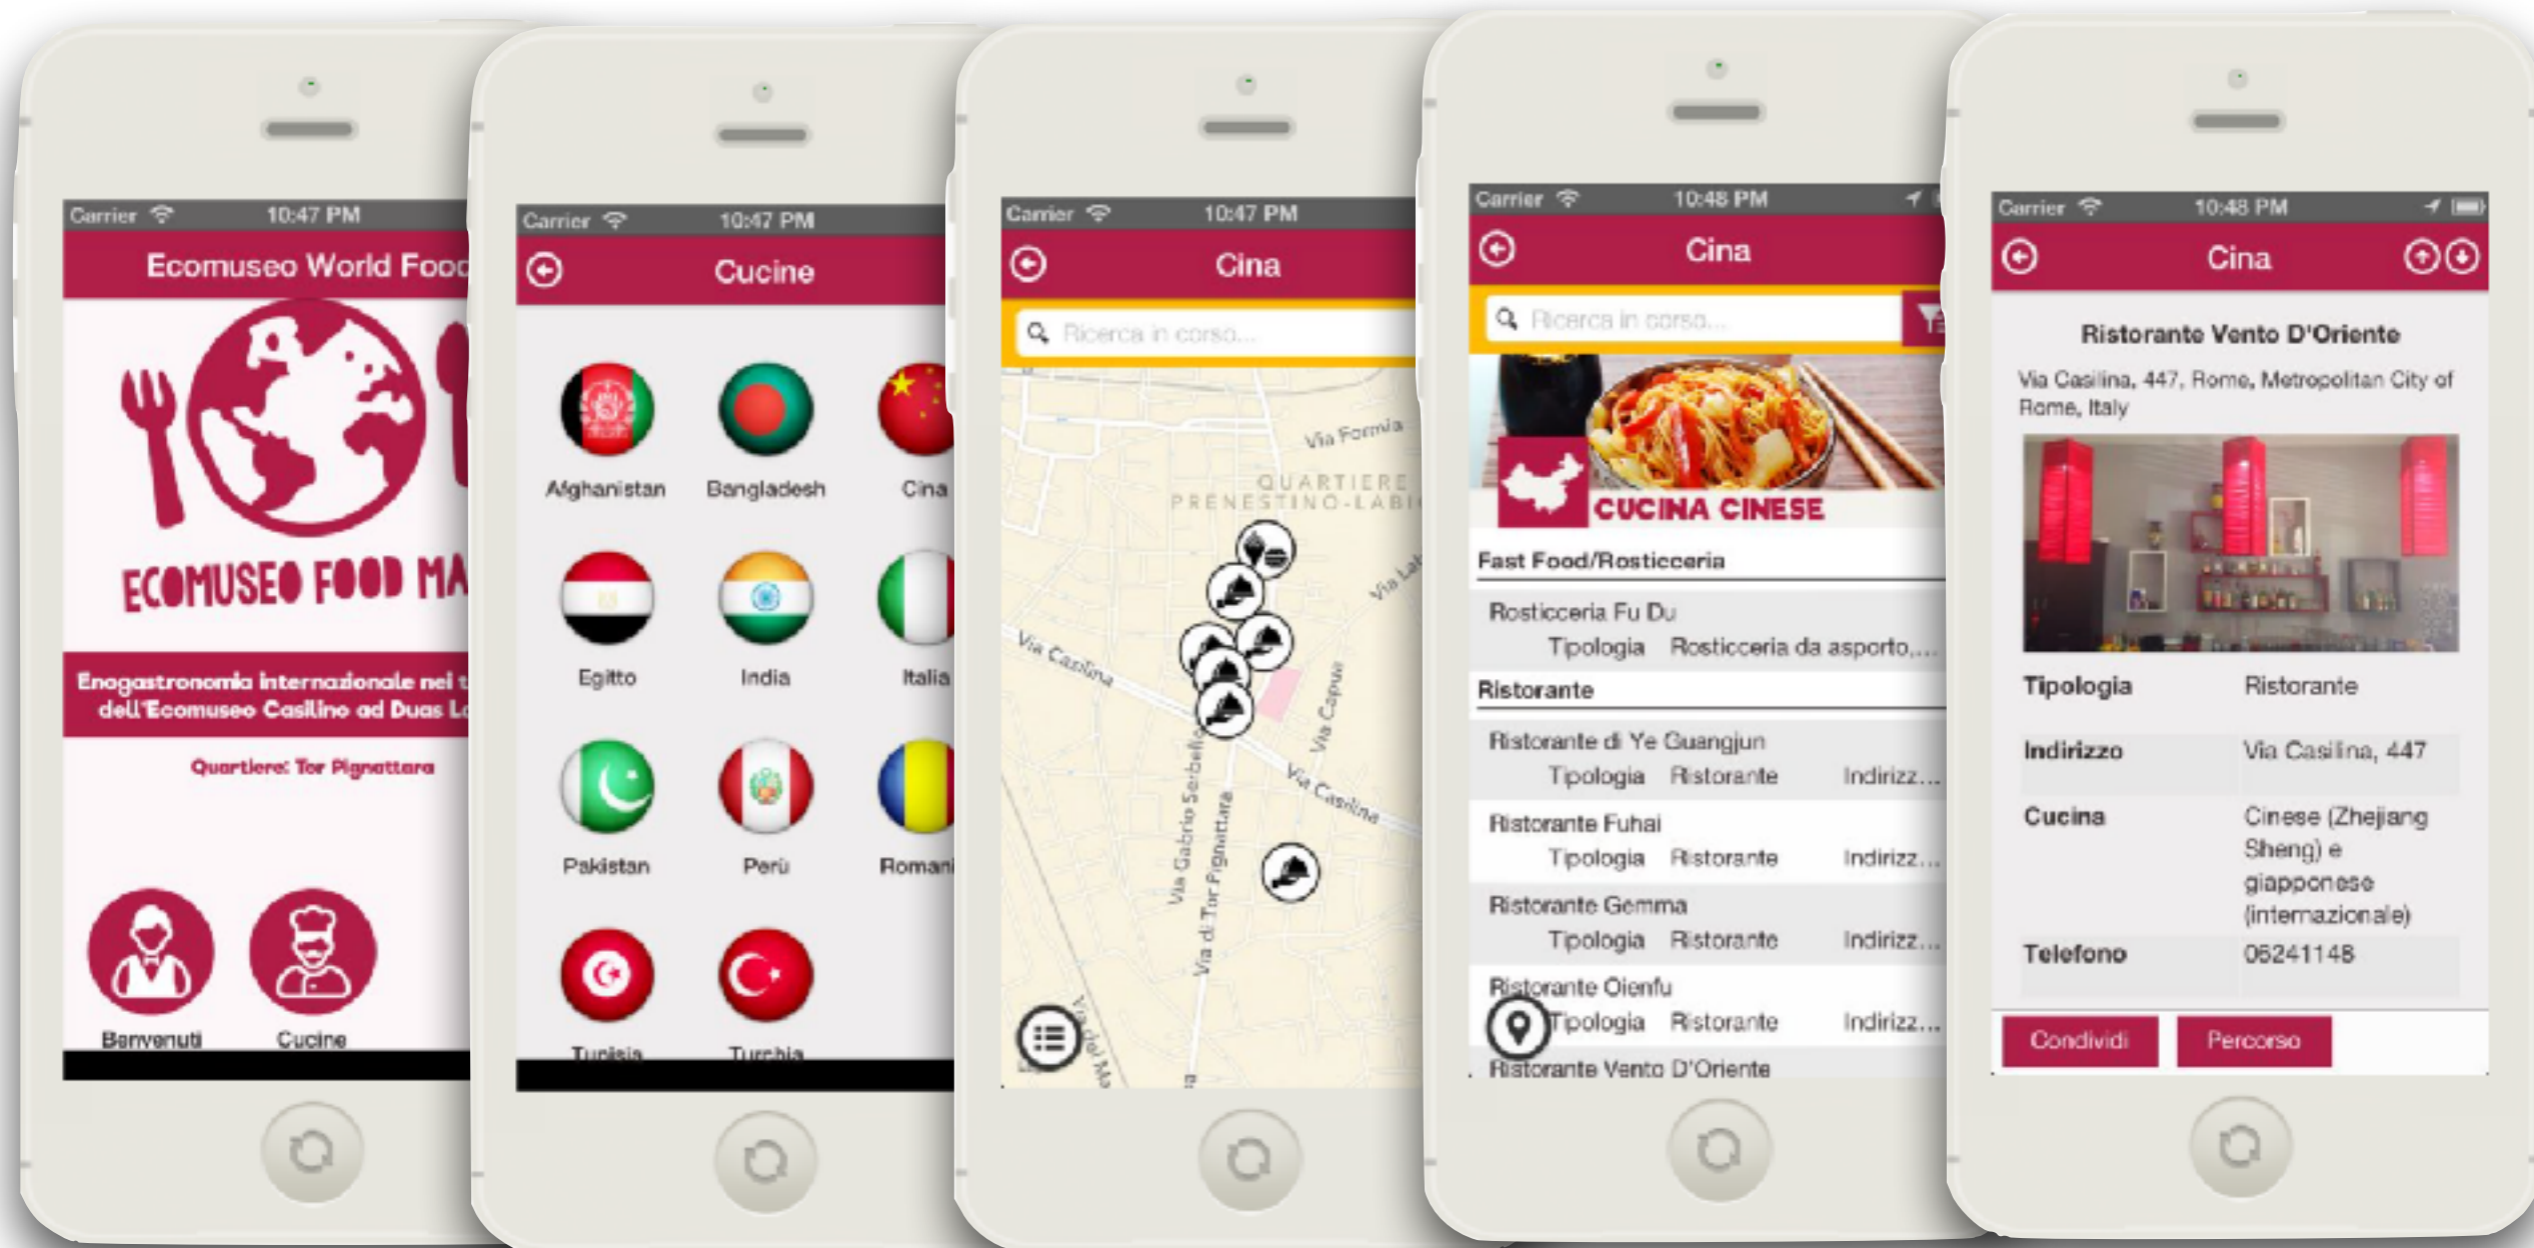 Carrier
10:47 PM
Ecomuseo World Food
ECOMUSEO FOOD MA
Enogastronomia internazionale nei t
dell'Ecomuseo Casilino ad Duas L
Quartiere: Tor Pignattara
Benvenuti
Cucine
Carrier
10:47 PM
Cucine
Afghanistan
Bangladesh
Cina
Egitto
India
Italia
Pakistan
Perù
Romani
Tunisia
Turchia
Carrier
10:47 PM
Cina
Ricerca in corso...
Via Formia
QUARTIERE
PRENESTINO-LABI
Via Lab
Via Casilina
Via Capua
Via Gabrio Serbello
Via di Tor Pignattara
Via Casilina
Via dei Ma
Carrier
10:48 PM
Cina
Ricerca in corso...
CUCINA CINESE
Fast Food/Rosticceria
Rosticceria Fu Du
Tipologia Rosticceria da asporto,...
Ristorante
Ristorante di Ye Guangjun
Tipologia Ristorante Indirizz...
Ristorante Fuhai
Tipologia Ristorante Indirizz...
Ristorante Gemma
Tipologia Ristorante Indirizz...
Ristorante Oienfu
Tipologia Ristorante Indirizz...
Ristorante Vento D'Oriente
Carrier
10:48 PM
Cina
Ristorante Vento D'Oriente
Via Casilina, 447, Rome, Metropolitan City of
Rome, Italy
Tipologia Ristorante
Indirizzo Via Casilina, 447
Cucina Cinese (Zhejiang
Sheng) e
giapponese
(internazionale)
Telefono 06241148
Condividi
Percorso